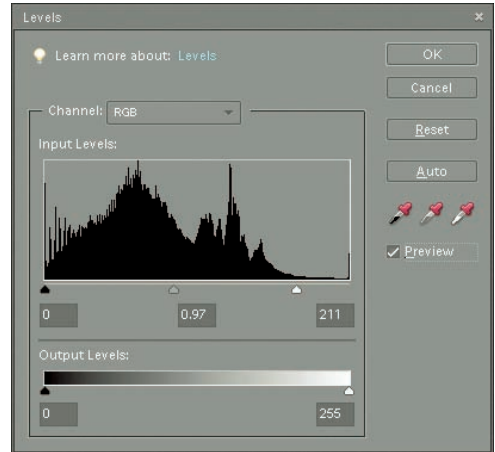 Levels
Learn more about: Levels
OK
Cancel
Channel: RGB
Reset
Input Levels:
Auto
Preview
0 0.97 211
Output Levels:
0 255